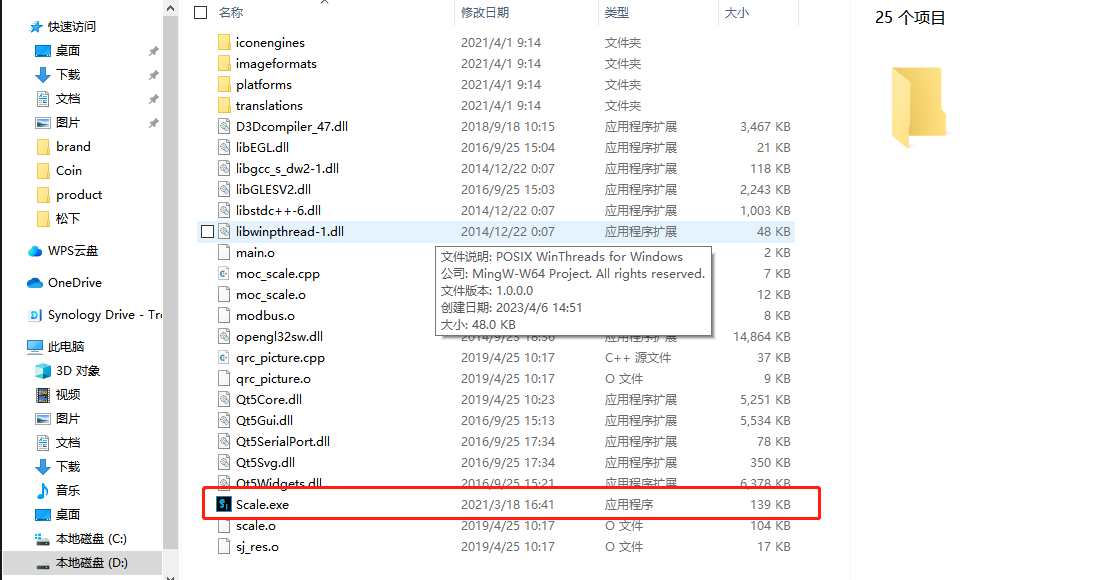 名称 修改日期 类型 大小
25 个项目
快速访问
桌面
下载
文档
图片
brand
Coin
product
松下
WPS云盘
OneDrive
Synology Drive - Tr
此电脑
3D 对象
视频
图片
文档
下载
音乐
桌面
本地磁盘 (C:)
本地磁盘 (D:)
iconengines 2021/4/1 9:14 文件夹
imageformats 2021/4/1 9:14 文件夹
platforms 2021/4/1 9:14 文件夹
translations 2021/4/1 9:14 文件夹
D3Dcompiler_47.dll 2018/9/18 10:15 应用程序扩展 3,467 KB
libEGL.dll 2016/9/25 15:04 应用程序扩展 21 KB
libgcc_s_dw2-1.dll 2014/12/22 0:07 应用程序扩展 118 KB
libGLESV2.dll 2016/9/25 15:03 应用程序扩展 2,243 KB
libstdc++-6.dll 2014/12/22 0:07 应用程序扩展 1,003 KB
libwinpthread-1.dll 2014/12/22 0:07 应用程序扩展 48 KB
main.o 2 KB
moc_scale.cpp 7 KB
moc_scale.o 12 KB
modbus.o 8 KB
文件说明: POSIX WinThreads for Windows
公司: MingW-W64 Project. All rights reserved.
文件版本: 1.0.0.0
创建日期: 2023/4/6 14:51
大小: 48.0 KB
opengl32sw.dll 应用程序扩展 14,864 KB
qrc_picture.cpp 2019/4/25 10:17 C++ 源文件 37 KB
qrc_picture.o 2019/4/25 10:17 O 文件 9 KB
Qt5Core.dll 2019/4/25 10:23 应用程序扩展 5,251 KB
Qt5Gui.dll 2016/9/25 15:13 应用程序扩展 5,534 KB
Qt5SerialPort.dll 2016/9/25 17:34 应用程序扩展 78 KB
Qt5Svg.dll 2016/9/25 17:34 应用程序扩展 350 KB
Qt5Widgets.dll 2016/9/25 15:21 应用程序扩展 6,378 KB
Scale.exe 2021/3/18 16:41 应用程序 139 KB
scale.o 2019/4/25 10:17 O 文件 104 KB
sj_res.o 2019/4/25 10:17 O 文件 17 KB